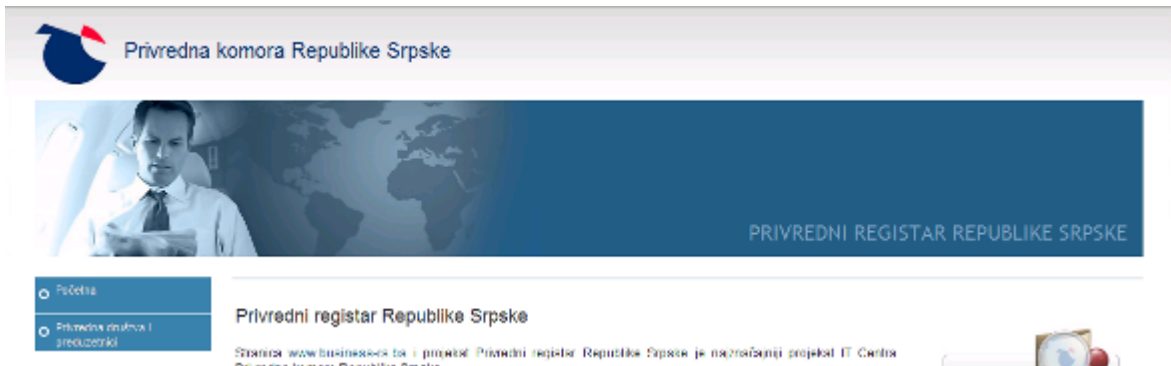 Privredna komora Republike Srpske
PRIVREDNI REGISTAR REPUBLIKE SRPSKE
Početna
Privredna društva i
preduzetnici
Privredni registar Republike Srpske
Stranica www.business-rs.ba i projekat Privredni registar Republike Srpske je najznačajniji projekat IT Centra